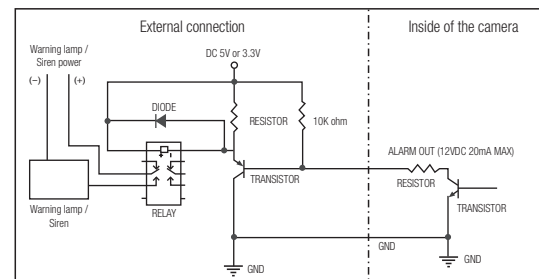 External connection
Inside of the camera
Warning lamp /
Siren power
(−)
(+)
DC 5V or 3.3V
DIODE
RESISTOR
10K ohm
ALARM OUT (12VDC 20mA MAX)
RESISTOR
TRANSISTOR
TRANSISTOR
Warning lamp /
Siren
RELAY
GND
GND
GND